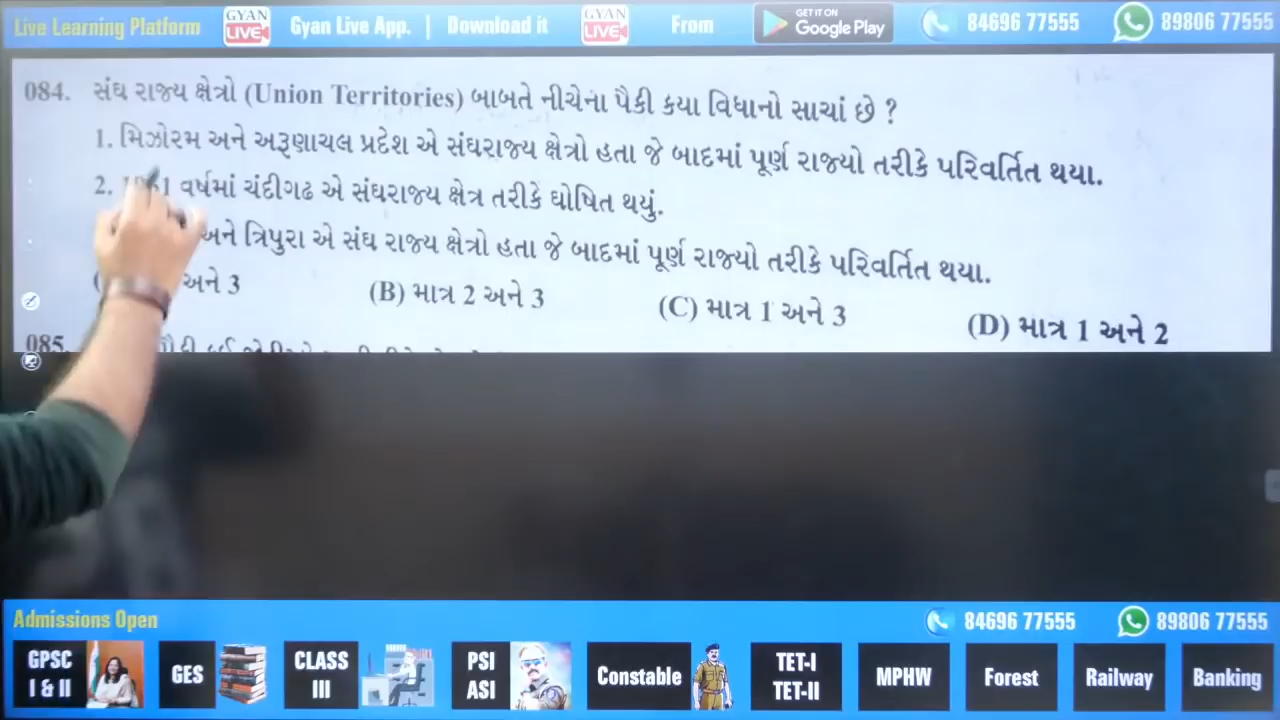 Live Learning Platform
GYAN LIVE
Gyan Live App. | Download it
GYAN LIVE
From
GET IT ON
Google Play
84696 77555
89806 77555
084. સંઘ રાજ્ય ક્ષેત્રો (Union Territories) બાબતે નીચેના પૈકી કયા વિધાનો સાચાં છે ?
1. મિઝોરમ અને અરૂણાચલ પ્રદેશ એ સંઘરાજ્ય ક્ષેત્રો હતા જે બાદમાં પૂર્ણ રાજ્યો તરીકે પરિવર્તિત થયા.
2. વર્ષમાં ચંદીગઢ એ સંઘરાજ્ય ક્ષેત્ર તરીકે ઘોષિત થયું.
અને ત્રિપુરા એ સંઘ રાજ્ય ક્ષેત્રો હતા જે બાદમાં પૂર્ણ રાજ્યો તરીકે પરિવર્તિત થયા.
અને 3
(B) માત્ર 2 અને 3
(C) માત્ર 1 અને 3
(D) માત્ર 1 અને 2
085.
Admissions Open
84696 77555
89806 77555
GPSC
I & II
GES
CLASS
III
PSI
ASI
Constable
TET-I
TET-II
MPHW
Forest
Railway
Banking